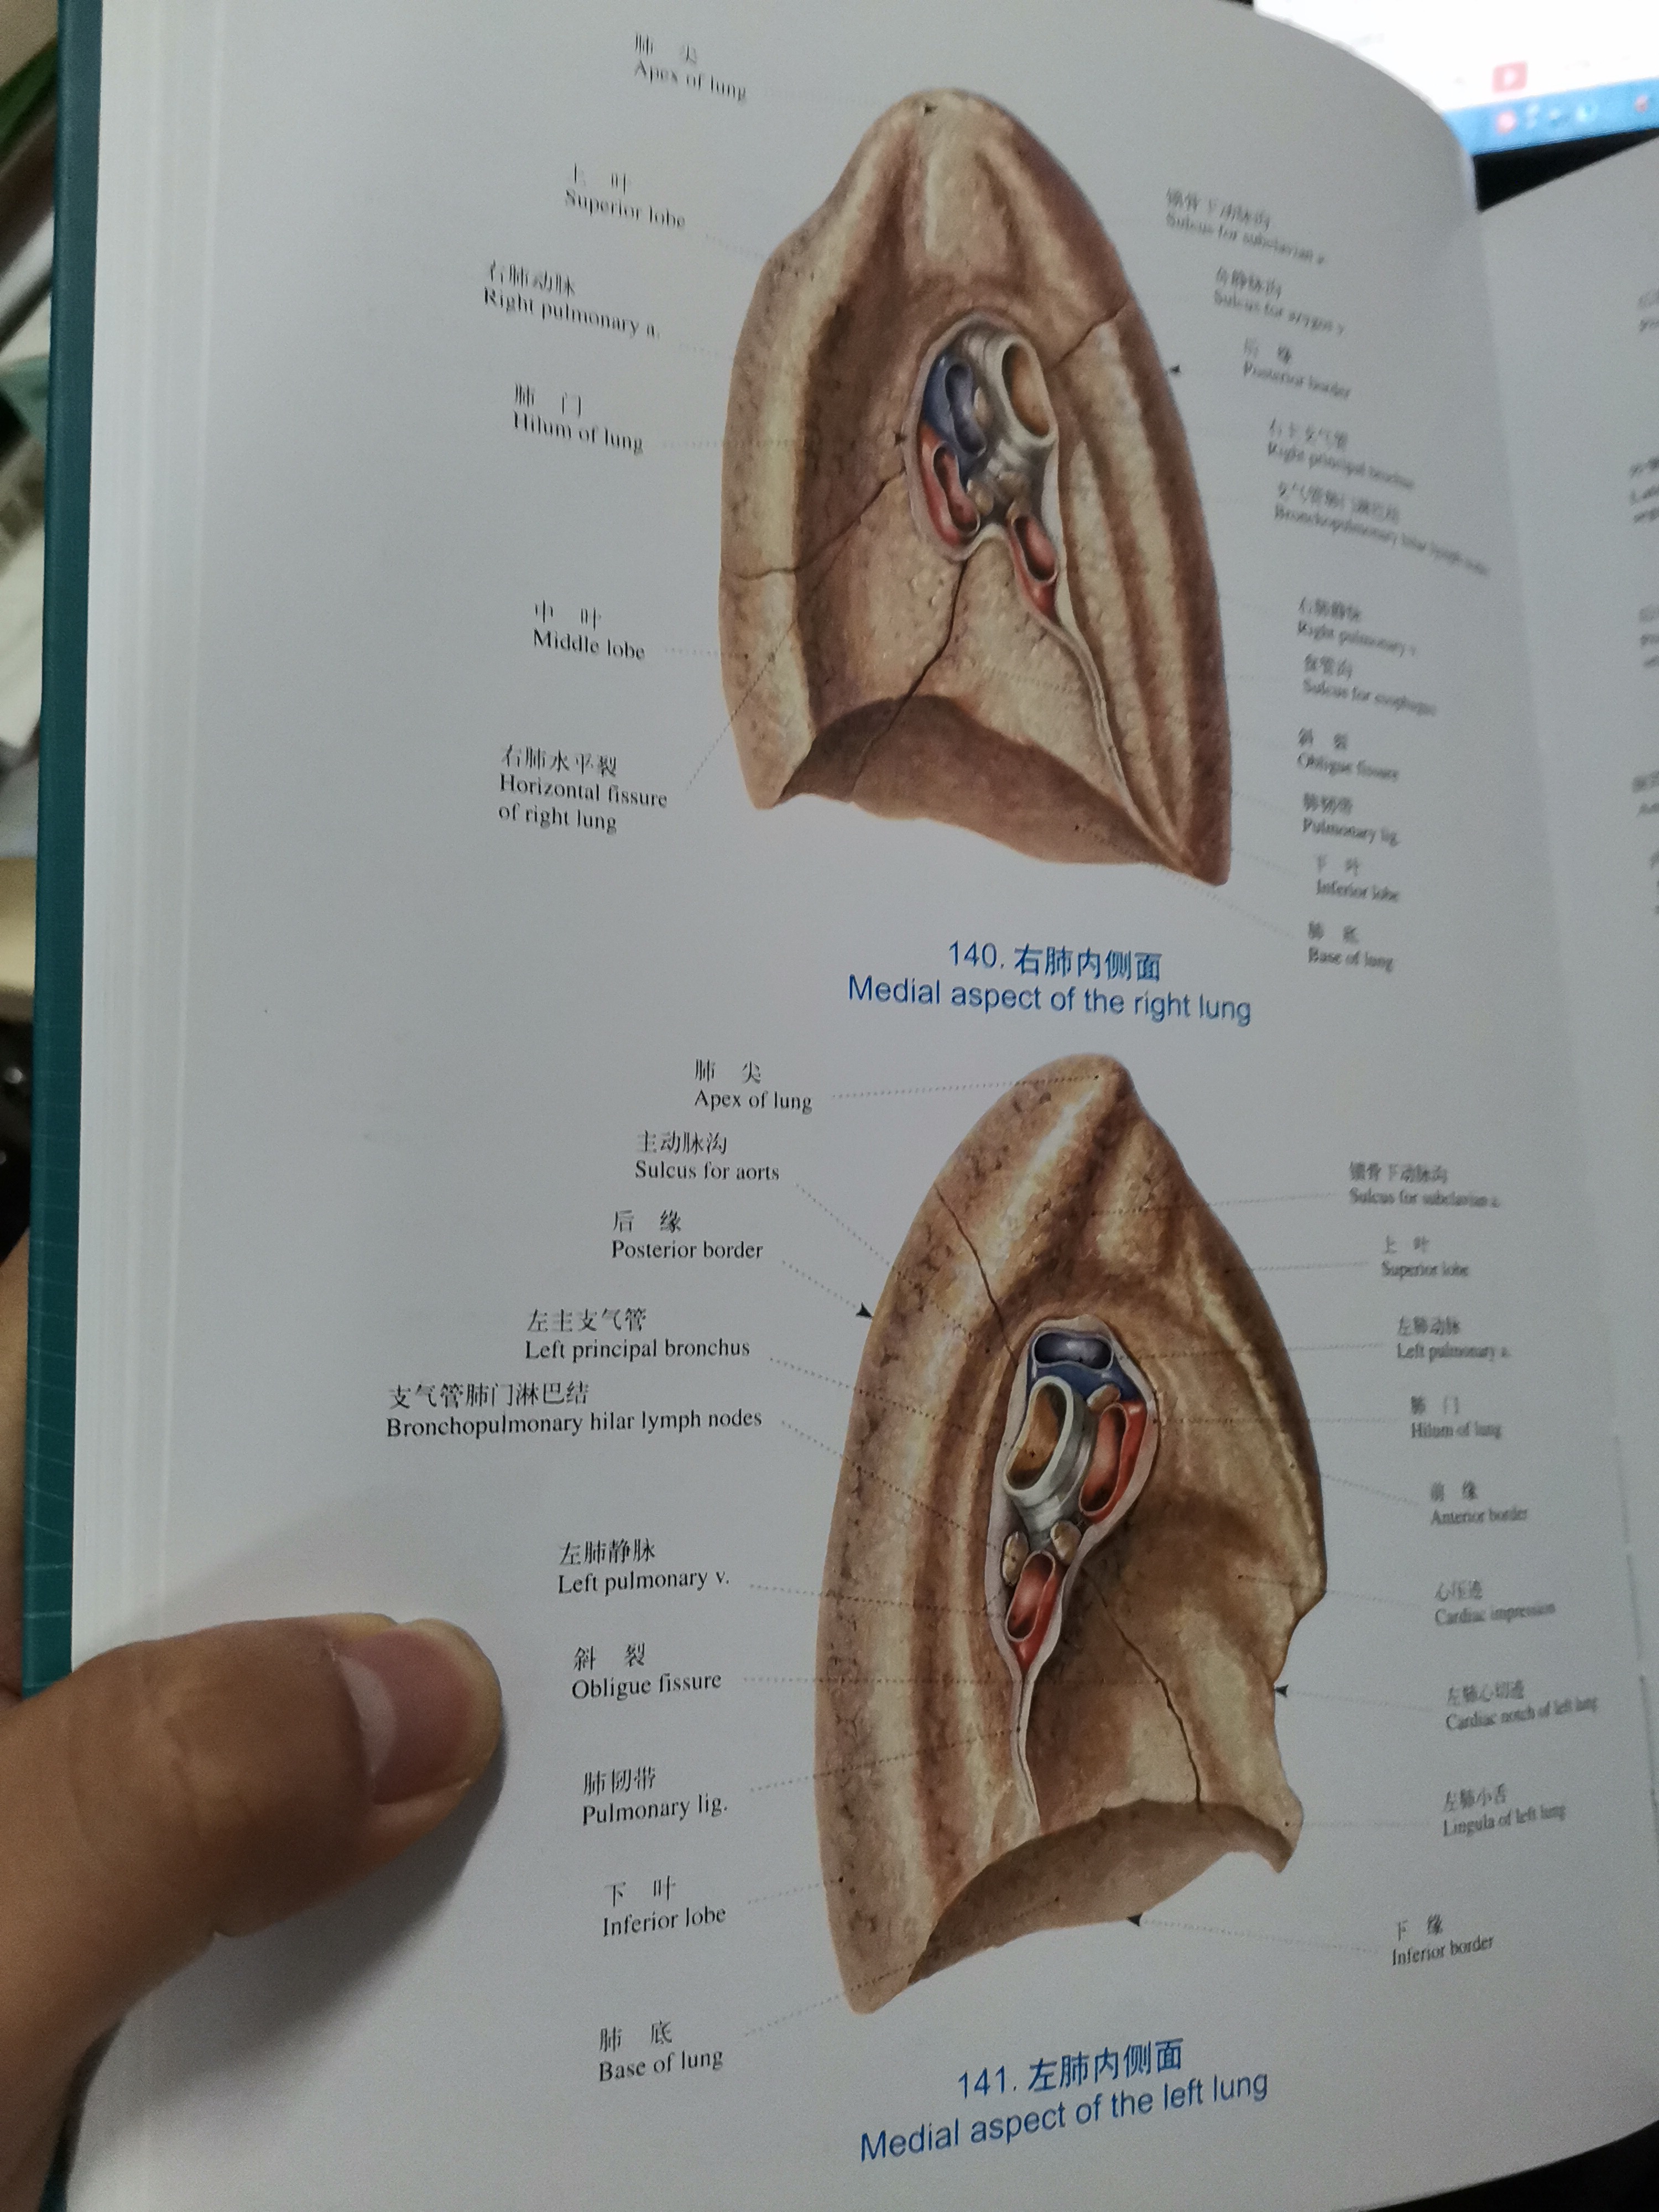 肺 尖
Apex of lung
上 叶
Superior lobe
右肺动脉
Right pulmonary a.
肺 门
Hilum of lung
中 叶
Middle lobe
右肺水平裂
Horizontal fissure
of right lung
锁骨下动脉沟
Sulcus for subclavian a.
奇静脉沟
Sulcus for azygos v.
后 缘
Posterior border
右主支气管
Right principal bronchus
支气管肺门淋巴结
Bronchopulmonary hilar lymph nodes
右肺静脉
Right pulmonary v.
食管沟
Sulcus for esophagus
斜 裂
Obligue fissure
肺韧带
Pulmonary lig.
下 叶
Inferior lobe
肺 底
Base of lung
140. 右肺内侧面
Medial aspect of the right lung
肺 尖
Apex of lung
主动脉沟
Sulcus for aorts
后 缘
Posterior border
左主支气管
Left principal bronchus
支气管肺门淋巴结
Bronchopulmonary hilar lymph nodes
左肺静脉
Left pulmonary v.
斜 裂
Obligue fissure
肺韧带
Pulmonary lig.
下 叶
Inferior lobe
肺 底
Base of lung
锁骨下动脉沟
Sulcus for subclavian a.
上 叶
Superior lobe
左肺动脉
Left pulmonary a.
肺 门
Hilum of lung
前 缘
Anterior border
心压迹
Cardiac impression
左肺心切迹
Cardiac notch of left lung
左肺小舌
Lingula of left lung
下 缘
Inferior border
141. 左肺内侧面
Medial aspect of the left lung